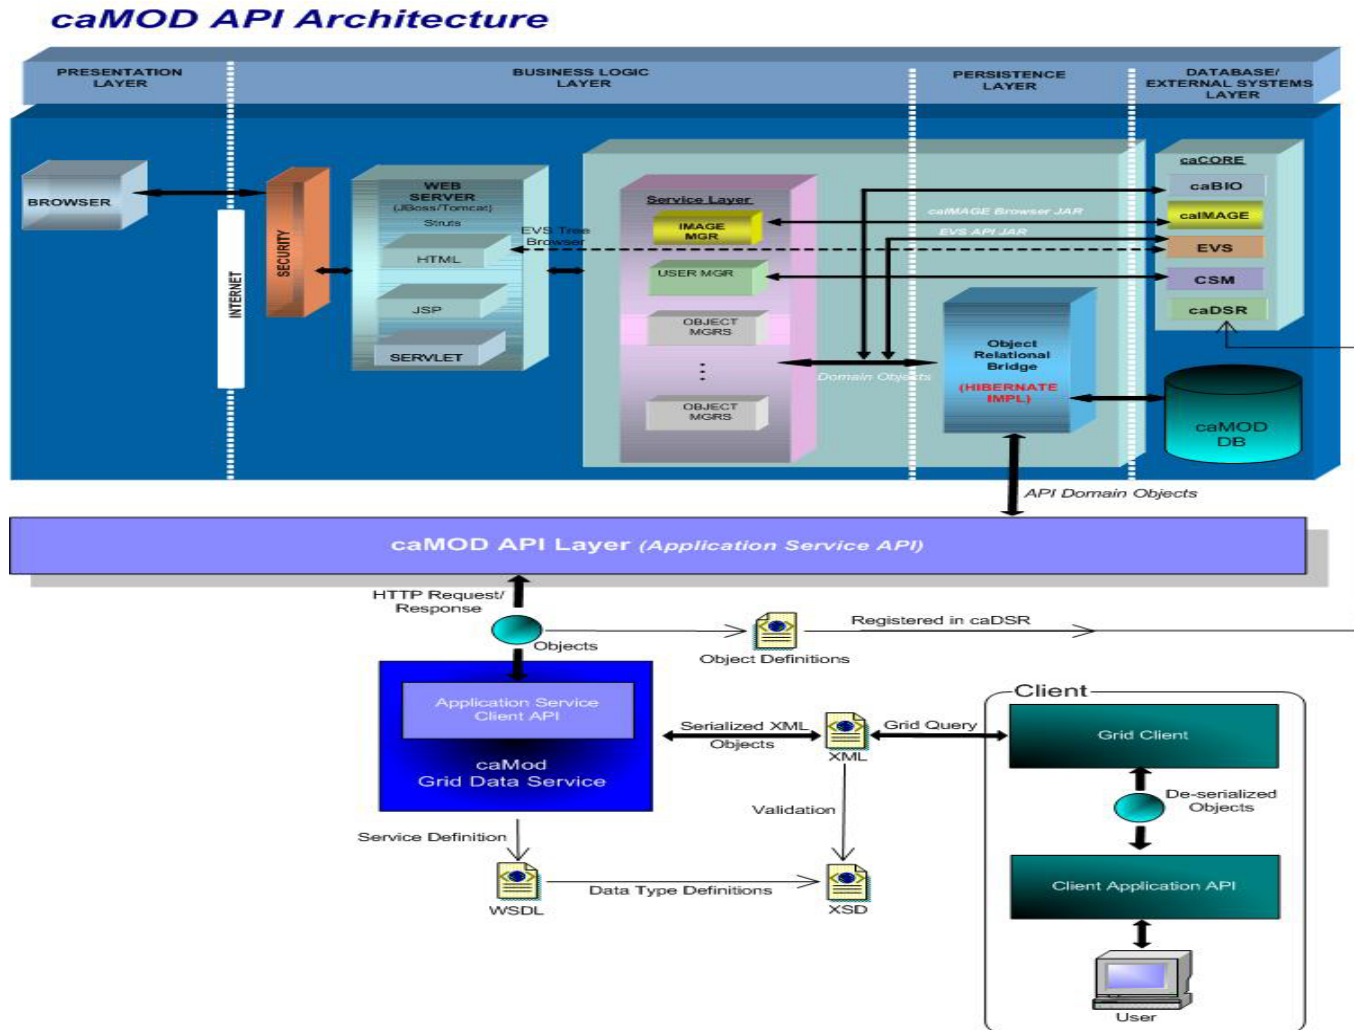 caMOD API Architecture
PRESENTATION
LAYER
BUSINESS LOGIC
LAYER
PERSISTENCE
LAYER
DATABASE/
EXTERNAL SYSTEMS
LAYER
BROWSER
INTERNET
SECURITY
WEB
SERVER
(JBoss/Tomcat)
Struts
HTML
JSP
SERVLET
EVS Tree
Browser
Service Layer
IMAGE
MGR
USER MGR
OBJECT
MGRS
OBJECT
MGRS
caIMAGE Browser JAR
EVS API JAR
Domain Objects
Object
Relational
Bridge
(HIBERNATE
IMPL)
caCORE
caBIO
caIMAGE
EVS
CSM
caDSR
caMOD
DB
API Domain Objects
caMOD API Layer (Application Service API)
HTTP Request/
Response
Objects
Object Definitions
Registered in caDSR
Application Service
Client API
caMod
Grid Data Service
Serialized XML
Objects
XML
Grid Query
Validation
Service Definition
WSDL
Data Type Definitions
XSD
Client
Grid Client
De-serialized
Objects
Client Application API
User